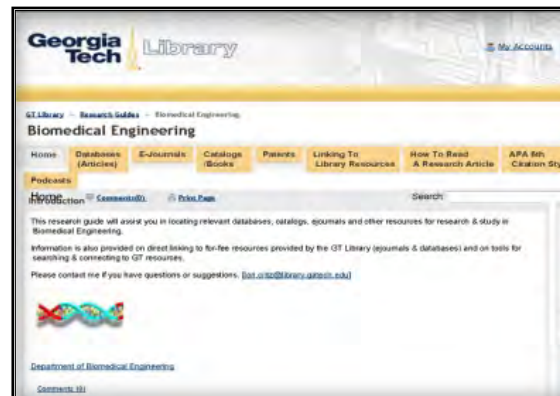 Georgia
Tech
Library
My Accounts
GT Library → Research Guides → Biomedical Engineering
Biomedical Engineering
Home Databases (Articles) E-Journals Catalogs /Books Patents Linking To Library Resources How To Read A Research Article APA 6th Citation Sty
Podcasts
Home Comments(0) Print Page Search:
Introduction
This research guide will assist you in locating relevant databases, catalogs, ejournals and other resources for research & study in
Biomedical Engineering.
Information is also provided on direct linking to for-fee resources provided by the GT Library (ejournals & databases) and on tools for
searching & connecting to GT resources.
Please contact me if you have questions or suggestions.
Department of Biomedical Engineering
Comments (0)